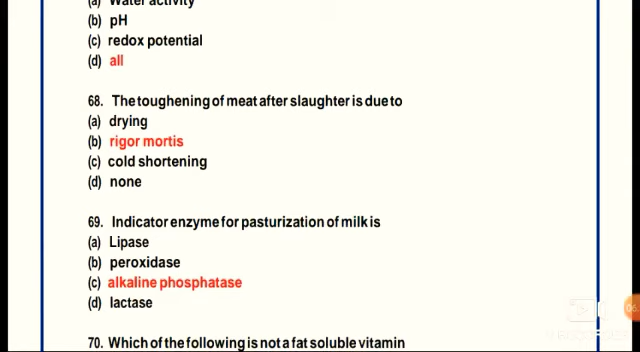 (a) Water activity
(b) pH
(c) redox potential
(d) all
68. The toughening of meat after slaughter is due to
(a) drying
(b) rigor mortis
(c) cold shortening
(d) none
69. Indicator enzyme for pasturization of milk is
(a) Lipase
(b) peroxidase
(c) alkaline phosphatase
(d) lactase
70. Which of the following is not a fat soluble vitamin